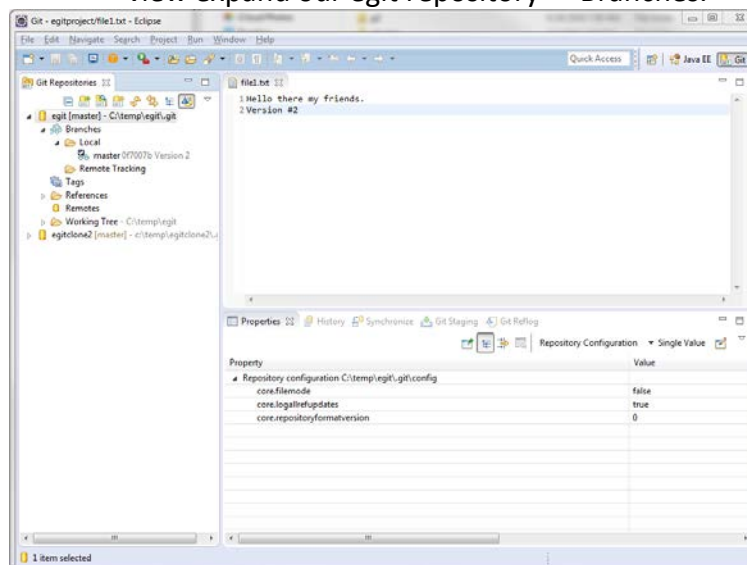 view expand our egit repository -> Branches.
Git - egitproject/file1.txt - Eclipse
File Edit Navigate Search Project Run Window Help
Quick Access
Java EE
Git
Git Repositories
egit [master] - C:\temp\egit\.git
Branches
Local
master 0f7007b Version 2
Remote Tracking
Tags
References
Remotes
Working Tree - C:\temp\egit
egitclone2 [master] - c:\temp\egitclone2\
file1.txt
1 Hello there my friends.
2 Version #2
Properties History Synchronize Git Staging Git Reflog
Repository Configuration Single Value
Property Value
Repository configuration C:\temp\egit\.git\config
core.filemode false
core.logallrefupdates true
core.repositoryformatversion 0
1 item selected